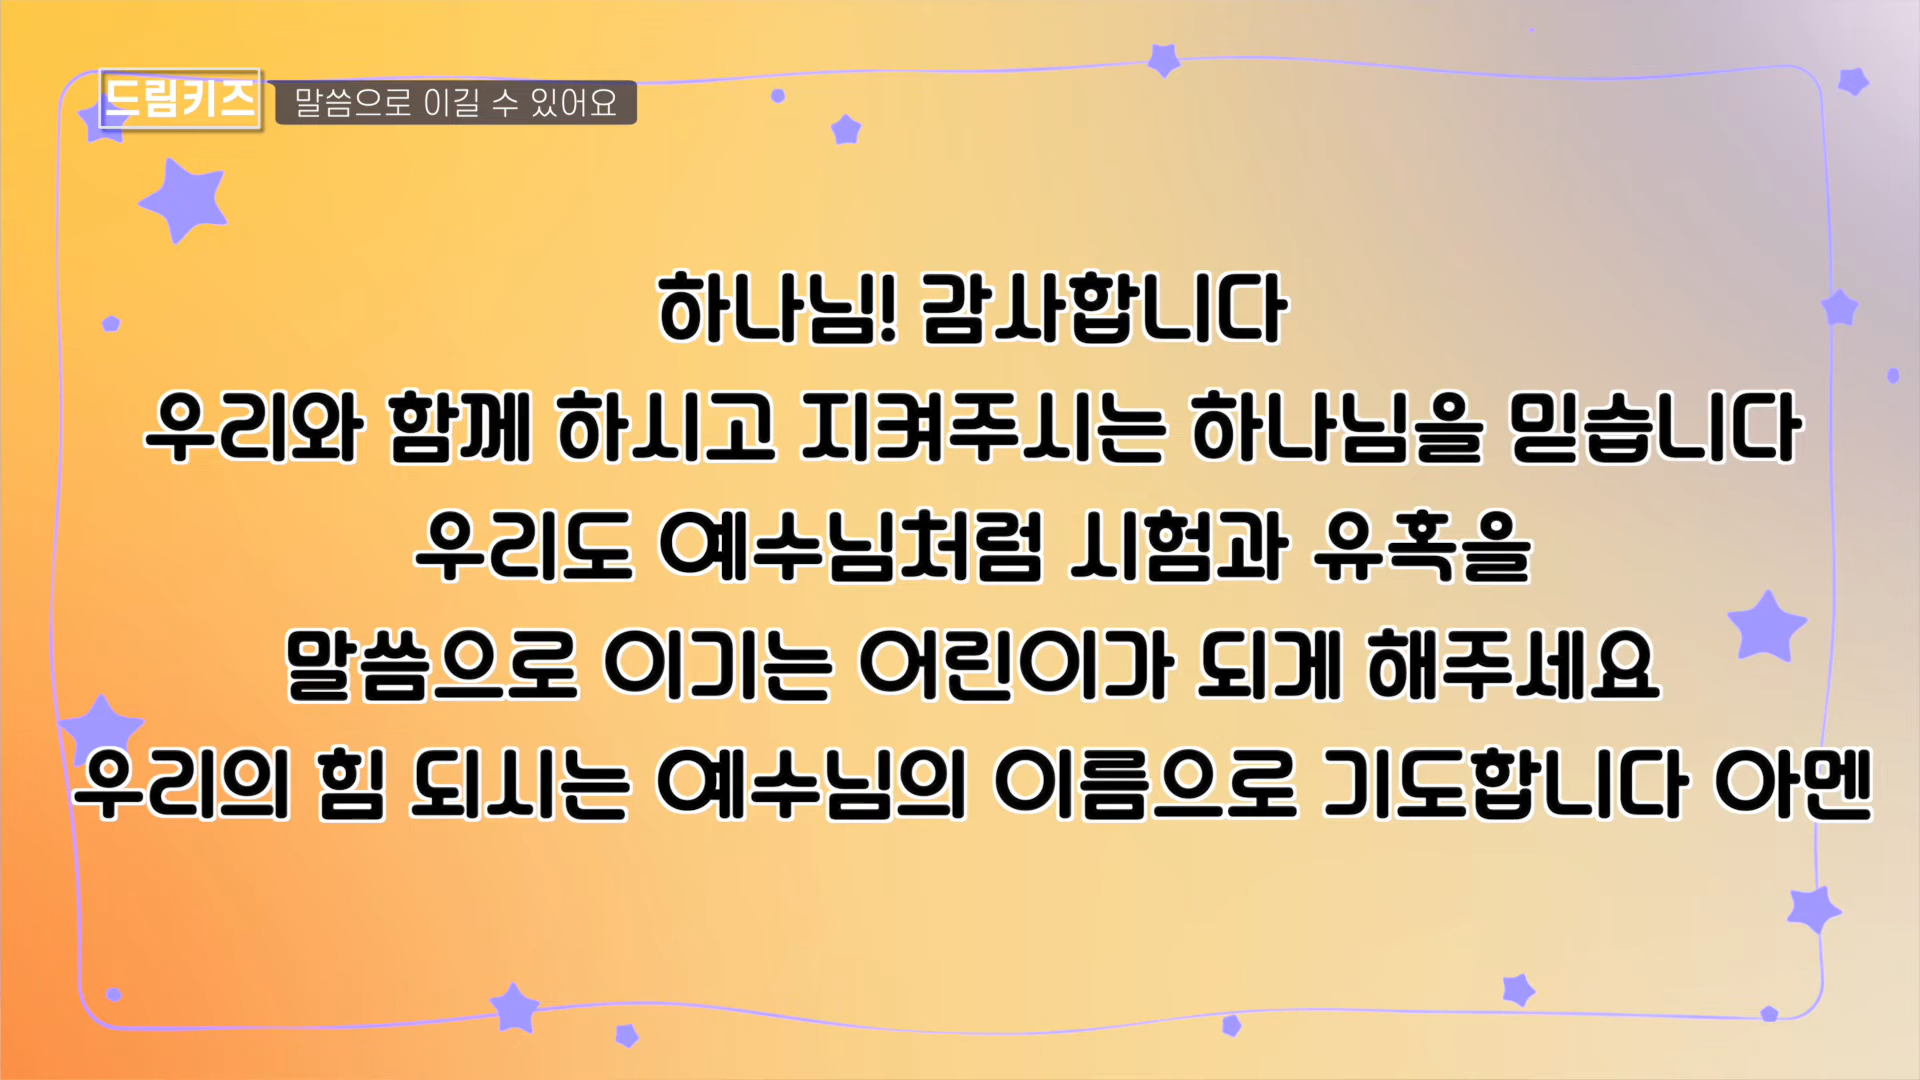 드림키즈 말씀으로 이길 수 있어요
하나님! 감사합니다
우리와 함께 하시고 지켜주시는 하나님을 믿습니다
우리도 예수님처럼 시험과 유혹을
말씀으로 이기는 어린이가 되게 해주세요
우리의 힘 되시는 예수님의 이름으로 기도합니다 아멘